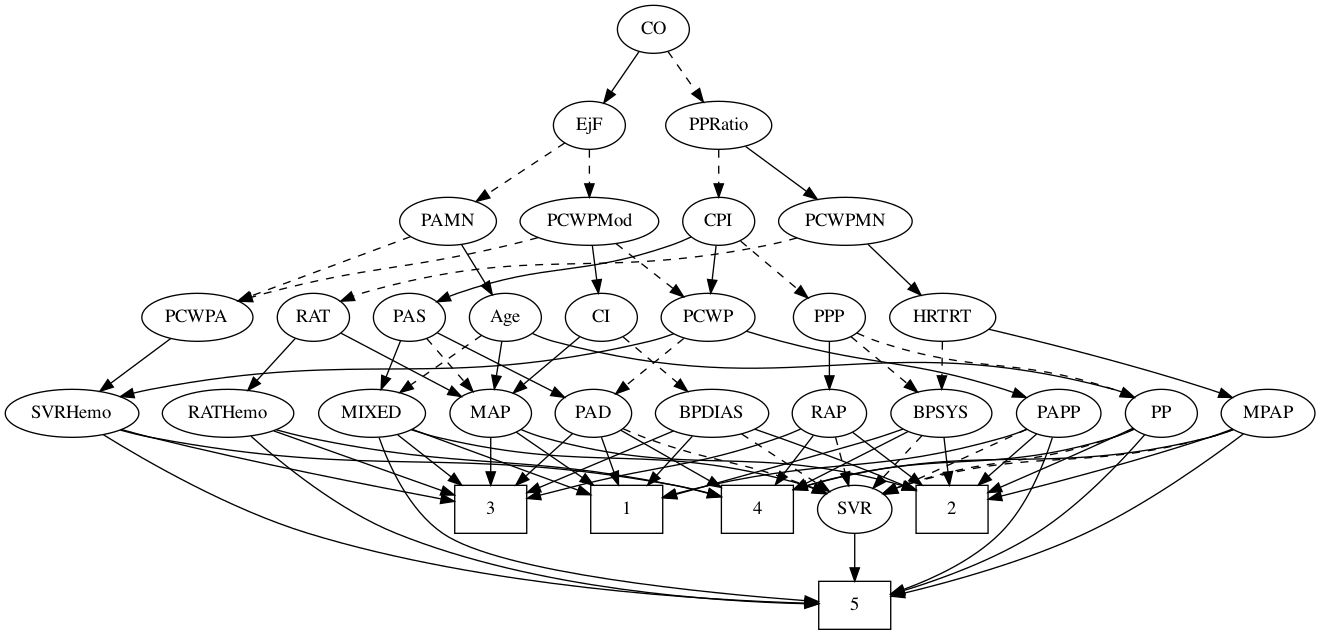 CO
EjF PPRatio
PAMN PCWPMod CPI PCWPMN
PCWPA RAT PAS Age CI PCWP PPP HRTRT
SVRHemo RATHemo MIXED MAP PAD BPDIAS RAP BPSYS PAPP PP MPAP
3 1 4 SVR 2
5